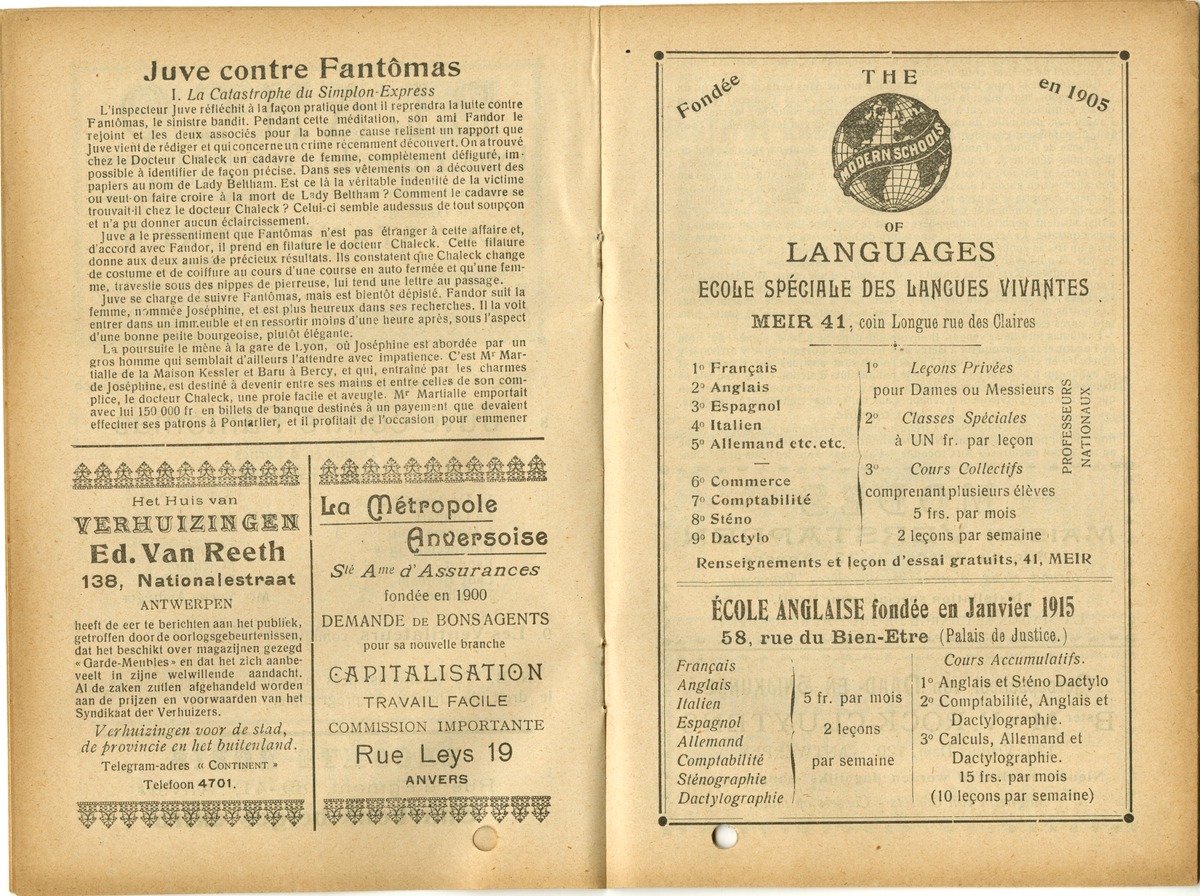 Juve contre Fantômas
I. La Catastrophe du Simplon-Express
L'inspecteur Juve réfléchit à la façon pratique dont il reprendra la lutte contre
Fantômas, le sinistre bandit. Pendant cette méditation, son ami Fandor le
rejoint et les deux associés pour la bonne cause relisent un rapport que
Juve vient de rédiger et qui concerne un crime récemment découvert. On a trouvé
chez le Docteur Chaleck un cadavre de femme, complètement défiguré, im-
possible à identifier de façon précise. Dans ses vêtements on a découvert des
papiers au nom de Lady Beltham. Est ce là la véritable indentité de la victime
ou veut-on faire croire à la mort de Lady Beltham ? Comment le cadavre se
trouvait-il chez le docteur Chaleck ? Celui-ci semble audessus de tout soupçon
et n'a pu donner aucun éclaircissement.
Juve a le pressentiment que Fantômas n'est pas étranger à cette affaire et,
d'accord avec Fandor, il prend en filature le docteur Chaleck. Cette filature
donne aux deux amis de précieux résultats. Ils constatent que Chaleck change
de costume et de coiffure au cours d'une course en auto fermée et qu'une fem-
me, travestie sous des nippes de pierreuse, lui tend une lettre au passage.
Juve se charge de suivre Fantômas, mais est bientôt dépisté. Fandor suit la
femme, nommée Joséphine, et est plus heureux dans ses recherches. Il la voit
entrer dans un immeuble et en ressortir moins d'une heure après, sous l'aspect
d'une bonne petite bourgeoise, plutôt élégante.
La poursuite le mène à la gare de Lyon, où Joséphine est abordée par un
gros homme qui semblait d'ailleurs l'attendre avec impatience. C'est Mr Mar-
tialle de la Maison Kessler et Baru à Bercy, et qui, entraîné par les charmes
de Joséphine, est destiné à devenir entre ses mains et entre celles de son com-
plice, le docteur Chaleck, une proie facile et aveugle. Mr Martialle emportait
avec lui 150 000 fr. en billets de banque destinés à un payement que devaient
effectuer ses patrons à Pontarlier, et il profitait de l'occasion pour emmener
Het Huis van
VERHUIZINGEN
Ed. Van Reeth
138, Nationalestraat
ANTWERPEN
heeft de eer te berichten aan het publiek,
getroffen door de oorlogsgebeurtenissen,
dat het beschikt over magazijnen gezegd
« Garde-Meubles » en dat het zich aanbe-
veelt in zijne welwillende aandacht.
Al de zaken zutlen afgehandeld worden
aan de prijzen en voorwaarden van het
Syndikaat der Verhuizers.
Verhuizingen voor de stad,
de provincie en het buitenland.
Telegram-adres « CONTINENT »
Telefoon 4701.
La Métropole
Anversoise
Sté Ame d'Assurances
fondée en 1900
DEMANDE DE BONS AGENTS
pour sa nouvelle branche
CAPITALISATION
TRAVAIL FACILE
COMMISSION IMPORTANTE
Rue Leys 19
ANVERS
Fondée
THE
en 1905
MODERN SCHOOLS
OF
LANGUAGES
ECOLE SPÉCIALE DES LANGUES VIVANTES
MEIR 41, coin Longue rue des Claires
1o Français
2o Anglais
3o Espagnol
4o Italien
5o Allemand etc. etc.
—
6o Commerce
7o Comptabilité
8o Sténo
9o Dactylo
1o Leçons Privées
pour Dames ou Messieurs
2o Classes Spéciales
à UN fr. par leçon
3o Cours Collectifs
comprenant plusieurs élèves
5 frs. par mois
2 leçons par semaine
PROFESSEURS
NATIONAUX
Renseignements et leçon d'essai gratuits, 41, MEIR
ÉCOLE ANGLAISE fondée en Janvier 1915
58, rue du Bien-Etre (Palais de Justice.)
Français
Anglais
Italien
Espagnol
Allemand
Comptabilité
Sténographie
Dactylographie
5 fr. par mois
2 leçons
par semaine
Cours Accumulatifs.
1o Anglais et Sténo Dactylo
2o Comptabilité, Anglais et
Dactylographie.
3o Calculs, Allemand et
Dactylographie.
15 frs. par mois
(10 leçons par semaine)